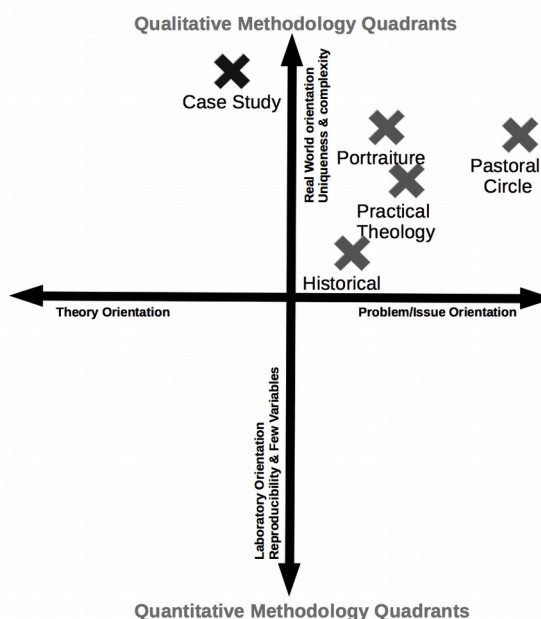 Qualitative Methodology Quadrants
Case Study
Real World orientation
Uniqueness & complexity
Portraiture
Pastoral
Circle
Practical
Theology
Historical
Theory Orientation
Problem/Issue Orientation
Laboratory Orientation
Reproducibility & Few Variables
Quantitative Methodology Quadrants